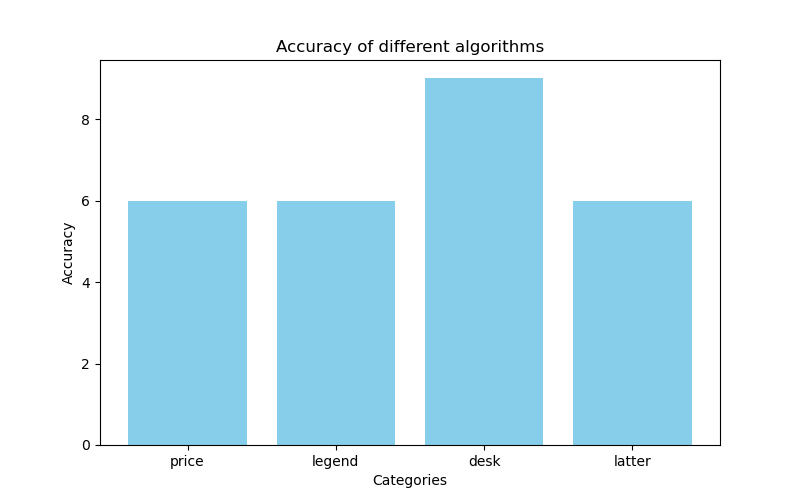 Accuracy of different algorithms
Accuracy
8
6
4
2
0
price legend desk latter
Categories